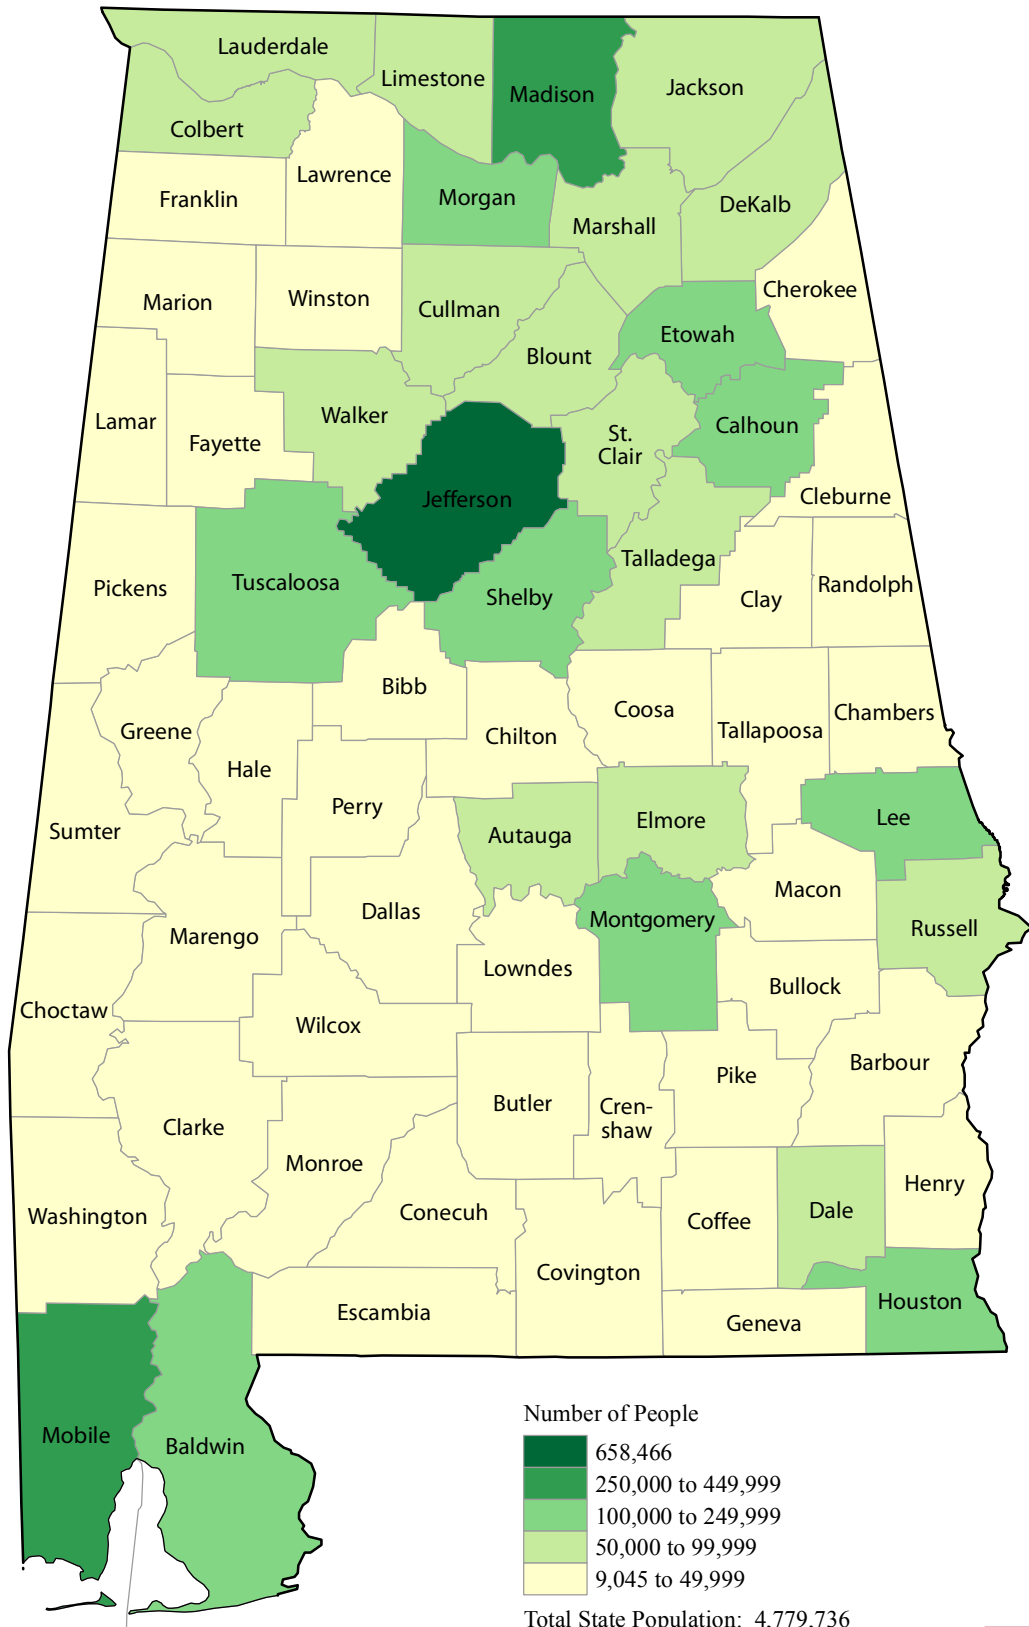 Lauderdale
Limestone
Madison
Jackson
Colbert
Lawrence
Franklin
Morgan
DeKalb
Marshall
Cherokee
Marion
Winston
Cullman
Etowah
Blount
Lamar
Walker
Calhoun
Fayette
St.
Clair
Jefferson
Cleburne
Talladega
Pickens
Tuscaloosa
Shelby
Clay
Randolph
Bibb
Coosa
Chambers
Greene
Tallapoosa
Chilton
Hale
Perry
Lee
Elmore
Sumter
Autauga
Macon
Dallas
Montgomery
Russell
Marengo
Lowndes
Bullock
Choctaw
Wilcox
Barbour
Pike
Butler
Cren-
shaw
Clarke
Monroe
Henry
Conecuh
Dale
Washington
Coffee
Covington
Houston
Escambia
Geneva
Mobile
Baldwin
Number of People
658,466
250,000 to 449,999
100,000 to 249,999
50,000 to 99,999
9,045 to 49,999
Total State Population: 4,779,736